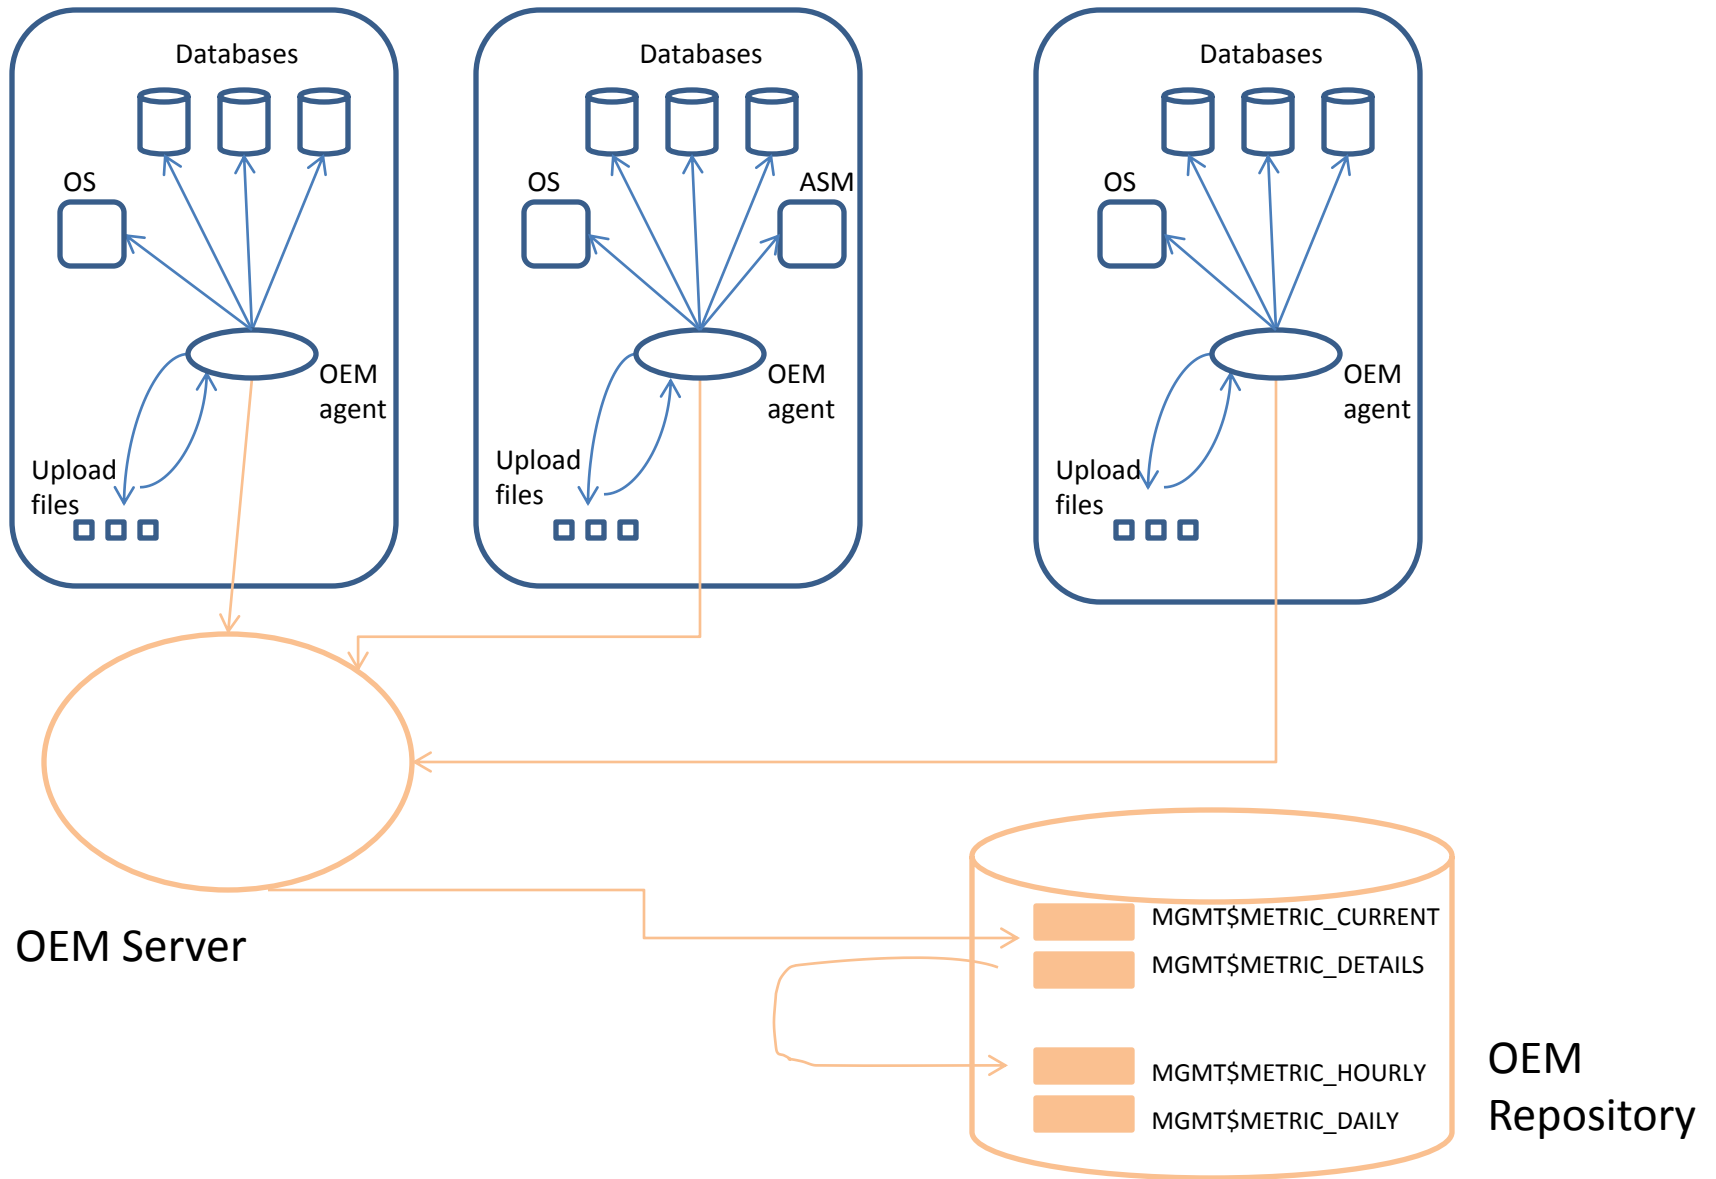 Databases
OS
OEM
agent
Upload
files
Databases
OS
ASM
OEM
agent
Upload
files
Databases
OS
OEM
agent
Upload
files
OEM Server
MGMT$METRIC_CURRENT
MGMT$METRIC_DETAILS
MGMT$METRIC_HOURLY
MGMT$METRIC_DAILY
OEM
Repository